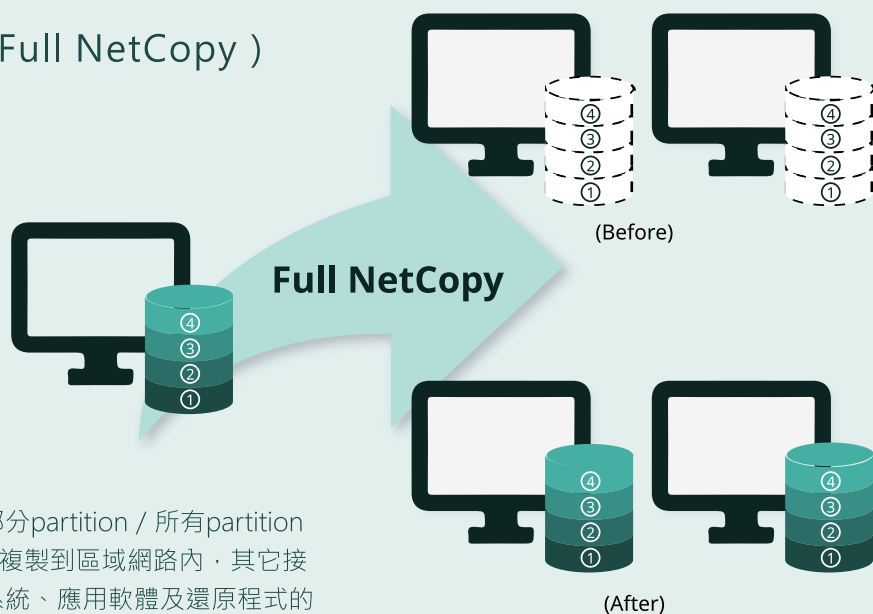 Full NetCopy )
④
③
②
①
④
③
②
①
(Before)
Full NetCopy
④
③
②
①
④
③
②
①
④
③
②
①
(After)
分partition / 所有partition
複製到區域網路內，其它接
統、應用軟體及還原程式的